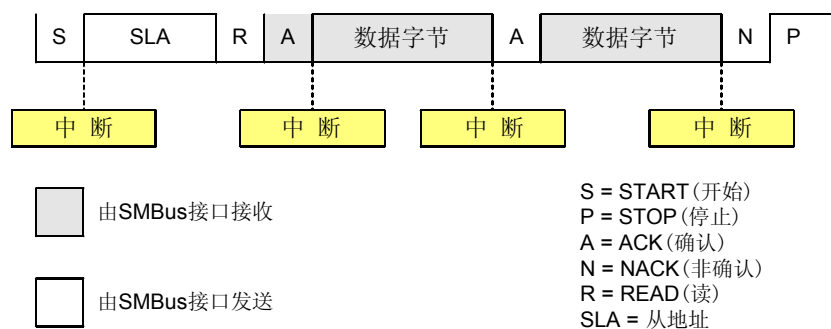 S SLA R A 数据字节 A 数据字节 N P
中 断 中 断 中 断 中 断
由SMBus接口接收
由SMBus接口发送
S = START(开始)
P = STOP(停止)
A = ACK(确认)
N = NACK(非确认)
R = READ(读)
SLA = 从地址